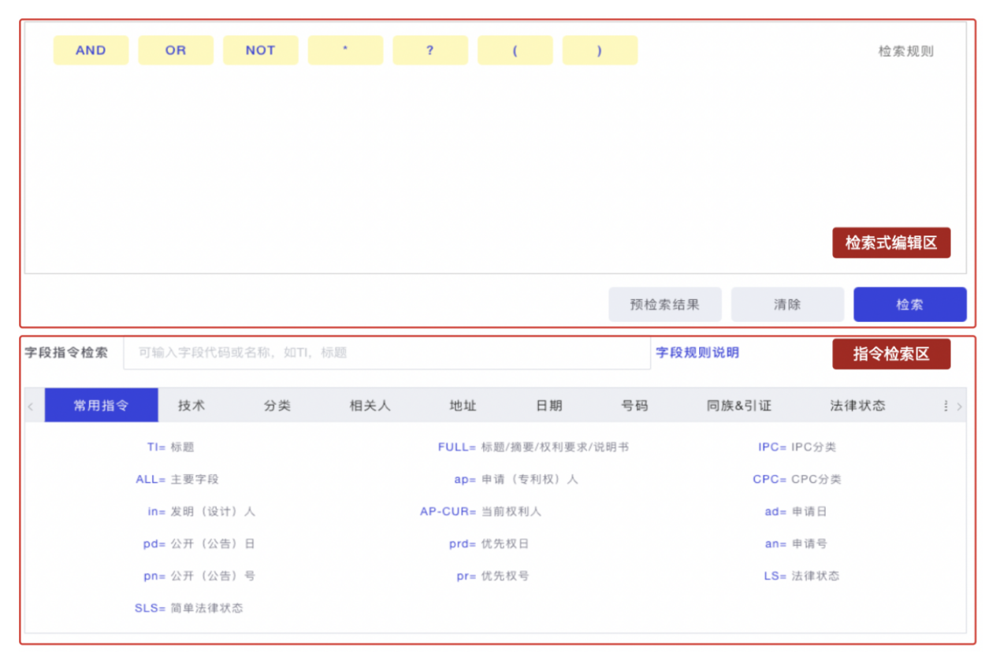 AND OR NOT * ? ( ) 检索规则
检索式编辑区
预检索结果 清除 检索
字段指令检索 可输入字段代码或名称，如TI，标题 字段规则说明 指令检索区
< 常用指令 技术 分类 相关人 地址 日期 号码 同族&引证 法律状态 >
TI= 标题 FULL= 标题/摘要/权利要求/说明书 IPC= IPC分类
ALL= 主要字段 ap= 申请（专利权）人 CPC= CPC分类
in= 发明（设计）人 AP-CUR= 当前权利人 ad= 申请日
pd= 公开（公告）日 prd= 优先权日 an= 申请号
pn= 公开（公告）号 pr= 优先权号 LS= 法律状态
SLS= 简单法律状态